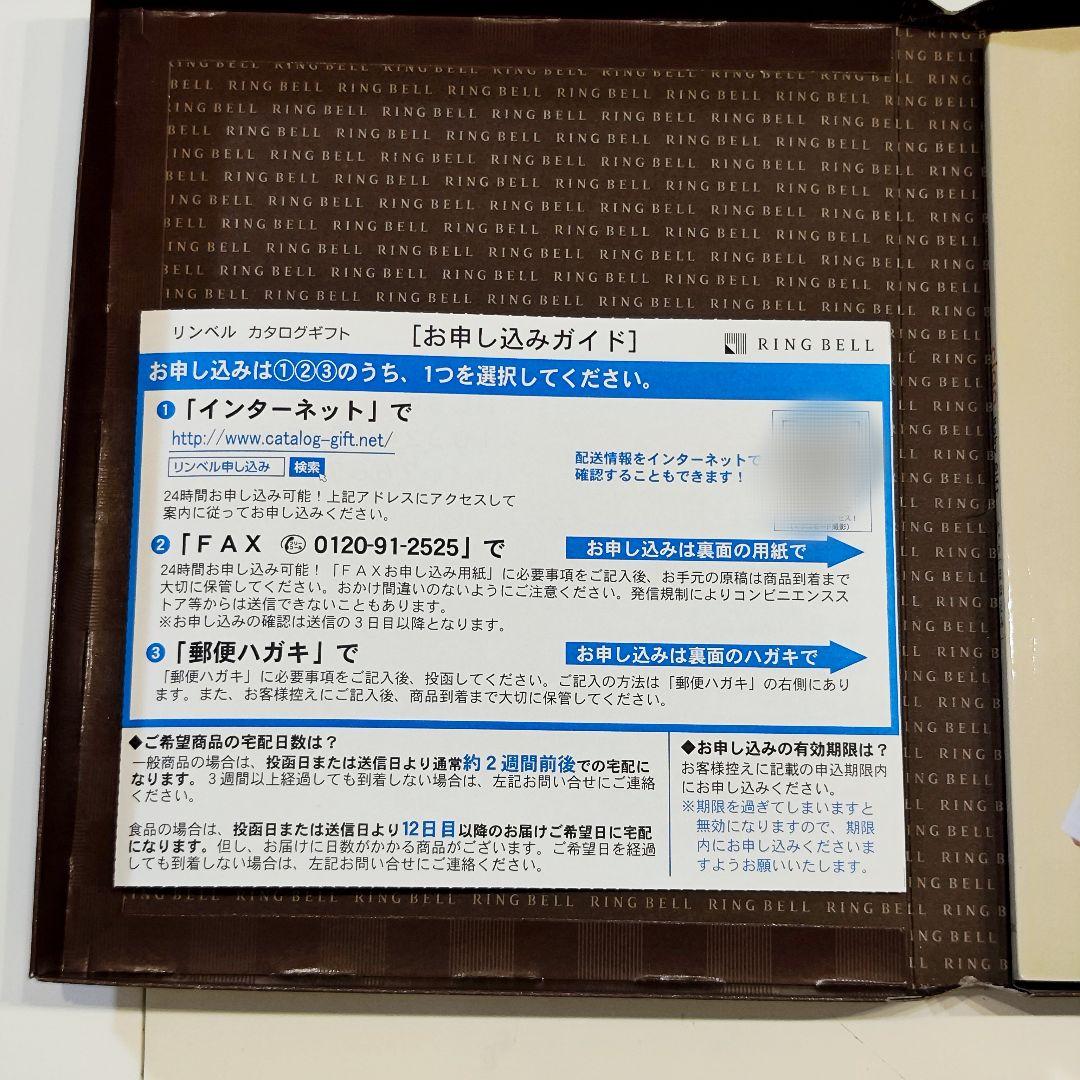 RING BELL RING BELL RING BELL RING BELL RING BELL RING BELL
リンベル カタログギフト [お申し込みガイド] RING BELL
お申し込みは①②③のうち、1つを選択してください。
❶「インターネット」で
http://www.catalog-gift.net/
リンベル申し込み 検索
配送情報をインターネットで
確認することもできます！
24時間お申し込み可能！上記アドレスにアクセスして
案内に従ってお申し込みください。
❷「ＦＡＸ フリーコール 0120-91-2525」で お申し込みは裏面の用紙で
24時間お申し込み可能！「ＦＡＸお申し込み用紙」に必要事項をご記入後、お手元の原稿は商品到着まで
大切に保管してください。おかけ間違いのないようにご注意ください。発信規制によりコンビニエンスス
トア等からは送信できないこともあります。
※お申し込みの確認は送信の３日目以降となります。
❸「郵便ハガキ」で お申し込みは裏面のハガキで
「郵便ハガキ」に必要事項をご記入後、投函してください。ご記入の方法は「郵便ハガキ」の右側にあり
ます。また、お客様控えにご記入後、商品到着まで大切に保管してください。
◆ご希望商品の宅配日数は？
一般商品の場合は、投函日または送信日より通常約２週間前後での宅配に
なります。３週間以上経過しても到着しない場合は、左記お問い合せにご連絡
ください。
食品の場合は、投函日または送信日より12日目以降のお届けご希望日に宅配
になります。但し、お届けに日数がかかる商品がございます。ご希望日を経過
しても到着しない場合は、左記お問い合せにご連絡ください。
◆お申し込みの有効期限は？
お客様控えに記載の申込期限内
にお申し込みください。
※期限を過ぎてしまいますと
無効になりますので、期限
内にお申し込みくださいま
すようお願いいたします。